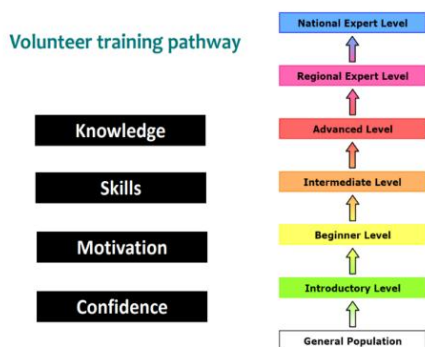 Volunteer training pathway
Knowledge
Skills
Motivation
Confidence
National Expert Level
Regional Expert Level
Advanced Level
Intermediate Level
Beginner Level
Introductory Level
General Population